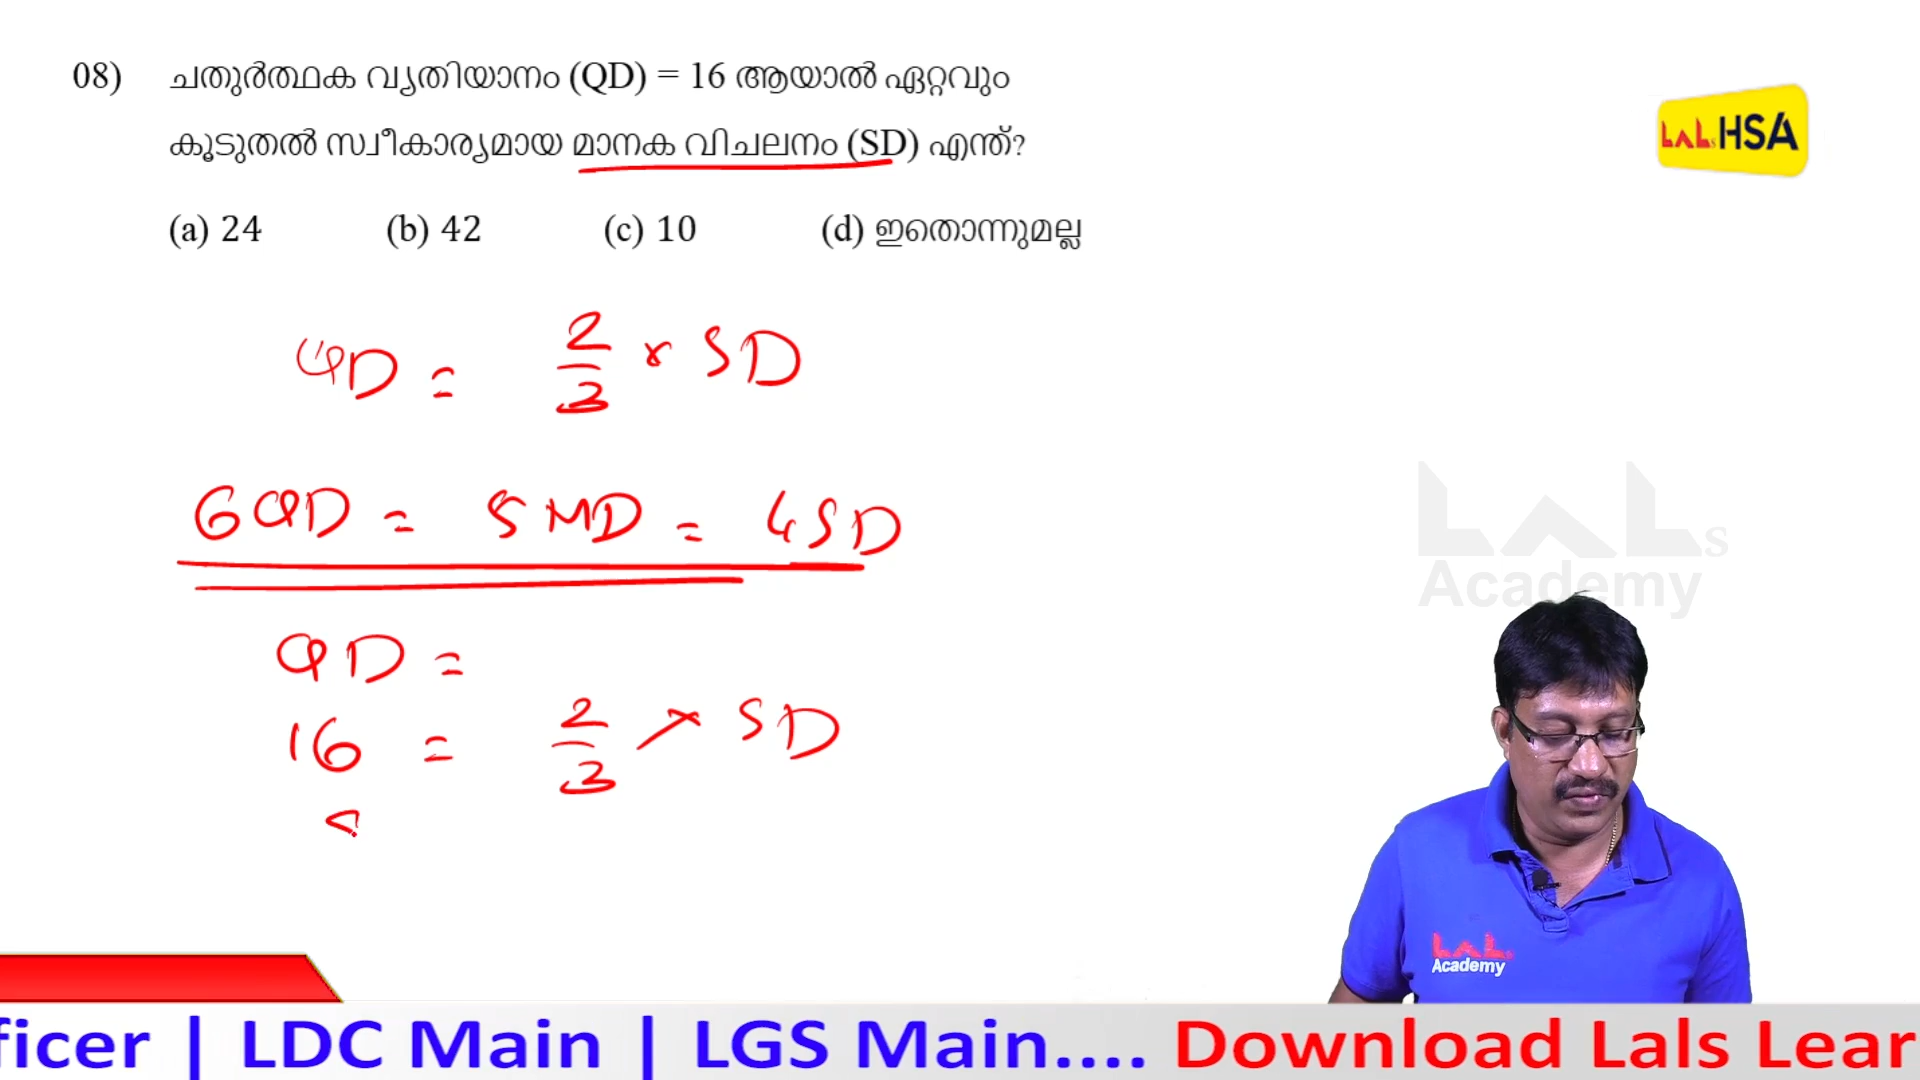 08) ചതുർത്ഥക വ്യതിയാനം (QD) = 16 ആയാൽ ഏറ്റവും
കൂടുതൽ സ്വീകാര്യമായ മാനക വിചലനം (SD) എന്ത്?
(a) 24 (b) 42 (c) 10 (d) ഇതൊന്നുമല്ല
LALs HSA
QD = 2/3 × SD
6QD = 5MD = 4SD
QD =
16 = 2/3 × SD
LALs
Academy
LALs
Academy
ficer | LDC Main | LGS Main.... Download Lals Lear